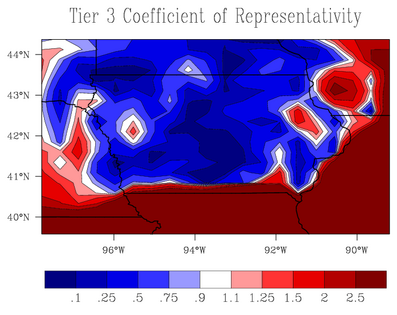 Tier 3 Coefficient of Representativity
44°N
43°N
42°N
41°N
40°N
96°W 94°W 92°W 90°W
.1 .25 .5 .75 .9 1.1 1.25 1.5 2 2.5